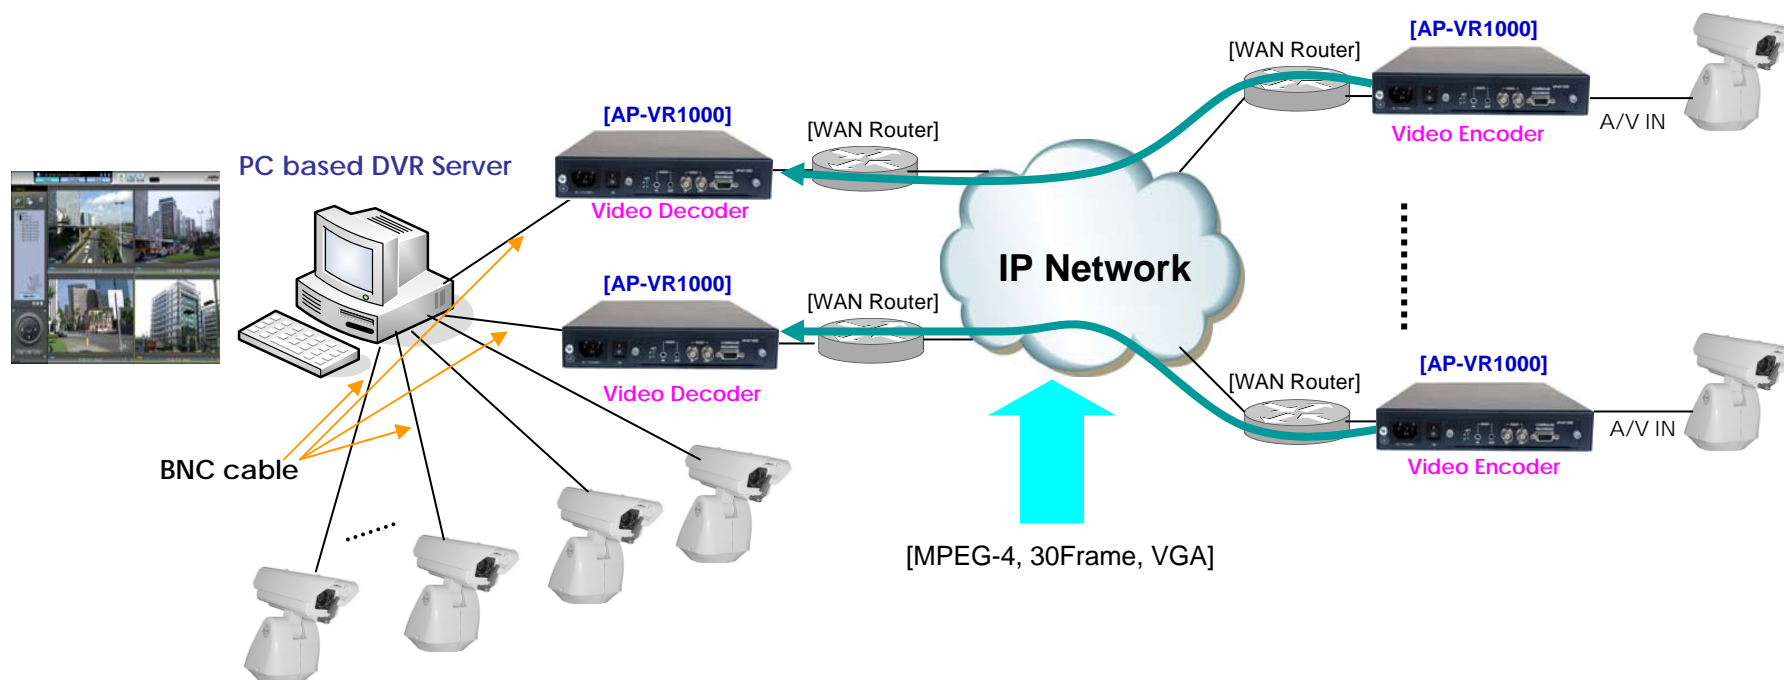 [AP-VR1000]
[WAN Router]
[AP-VR1000]
[WAN Router]
A/V IN
Video Encoder
PC based DVR Server
Video Decoder
IP Network
[AP-VR1000]
[WAN Router]
[AP-VR1000]
[WAN Router]
Video Decoder
A/V IN
BNC cable
Video Encoder
[MPEG-4, 30Frame, VGA]